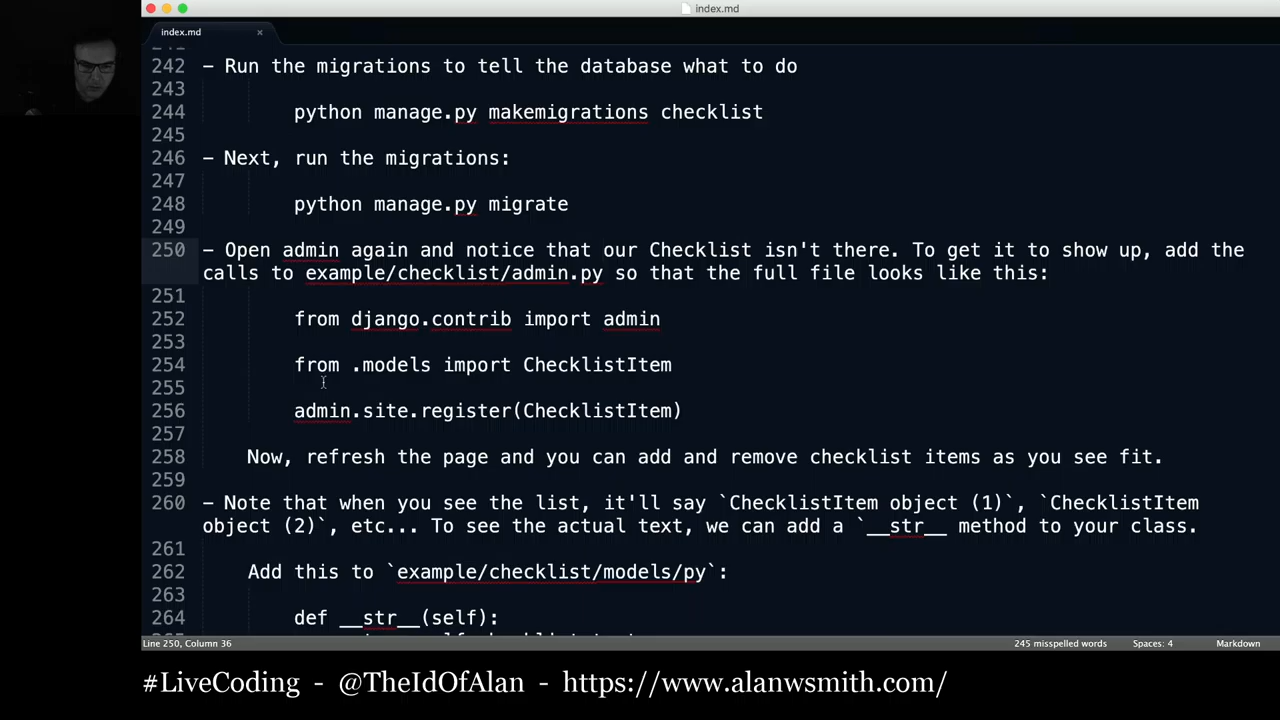 index.md
index.md ×
241
242 - Run the migrations to tell the database what to do
243
244 python manage.py makemigrations checklist
245
246 - Next, run the migrations:
247
248 python manage.py migrate
249
250 - Open admin again and notice that our Checklist isn't there. To get it to show up, add the
calls to example/checklist/admin.py so that the full file looks like this:
251
252 from django.contrib import admin
253
254 from .models import ChecklistItem
255
256 admin.site.register(ChecklistItem)
257
258 Now, refresh the page and you can add and remove checklist items as you see fit.
259
260 - Note that when you see the list, it'll say `ChecklistItem object (1)`, `ChecklistItem
object (2)`, etc... To see the actual text, we can add a `__str__ method to your class.
261
262 Add this to `example/checklist/models/py`:
263
264 def __str__(self):
Line 250, Column 36 245 misspelled words Spaces: 4 Markdown
#LiveCoding - @TheIdOfAlan - https://www.alanwsmith.com/